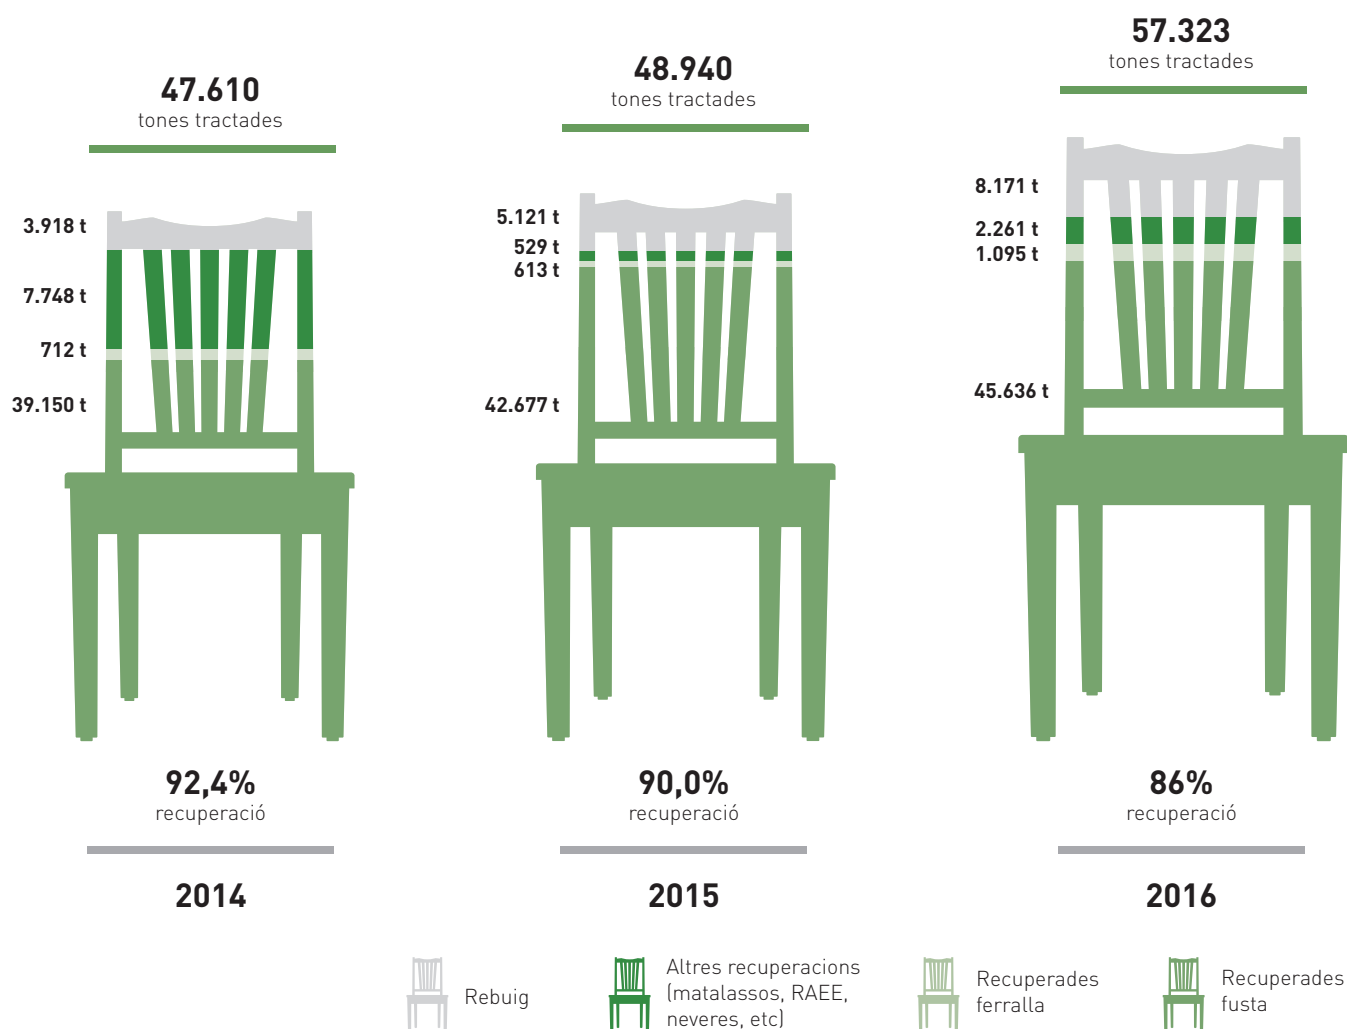 47.610
tones tractades
3.918 t
7.748 t
712 t
39.150 t
92,4%
recuperació
2014
48.940
tones tractades
5.121 t
529 t
613 t
42.677 t
90,0%
recuperació
2015
57.323
tones tractades
8.171 t
2.261 t
1.095 t
45.636 t
86%
recuperació
2016
Rebuig
Altres recuperacions
(matalassos, RAEE,
neveres, etc)
Recuperades
ferralla
Recuperades
fusta